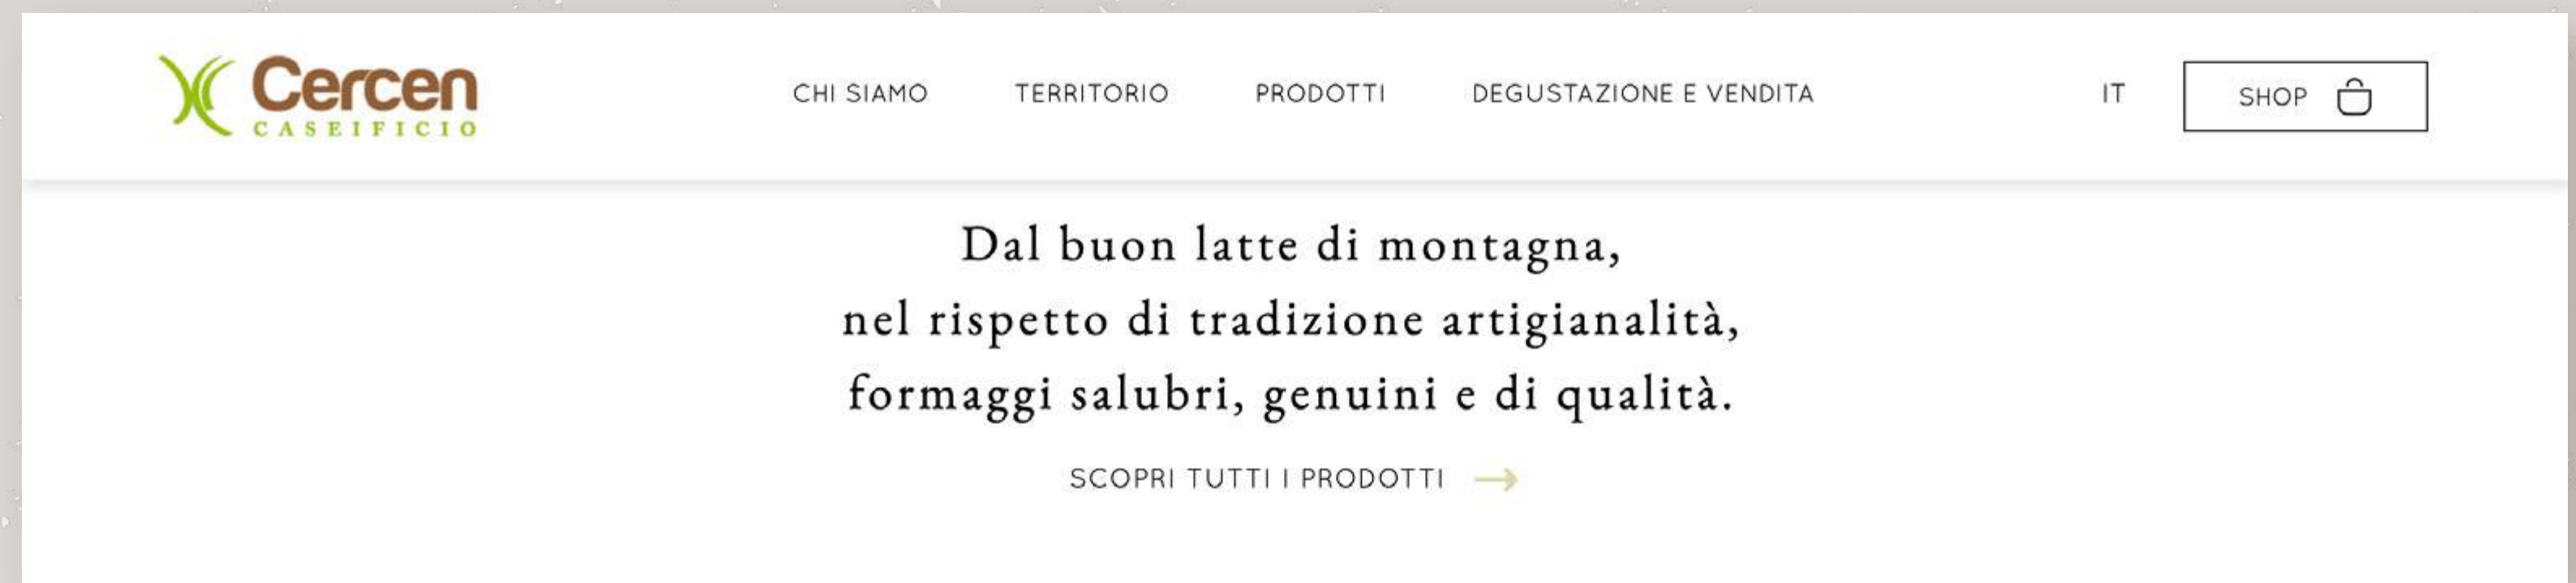 Cercen
CASEIFICIO
CHI SIAMO
TERRITORIO
PRODOTTI
DEGUSTAZIONE E VENDITA
IT
SHOP
Dal buon latte di montagna,
nel rispetto di tradizione artigianalità,
formaggi salubri, genuini e di qualità.
SCOPRI TUTTI I PRODOTTI